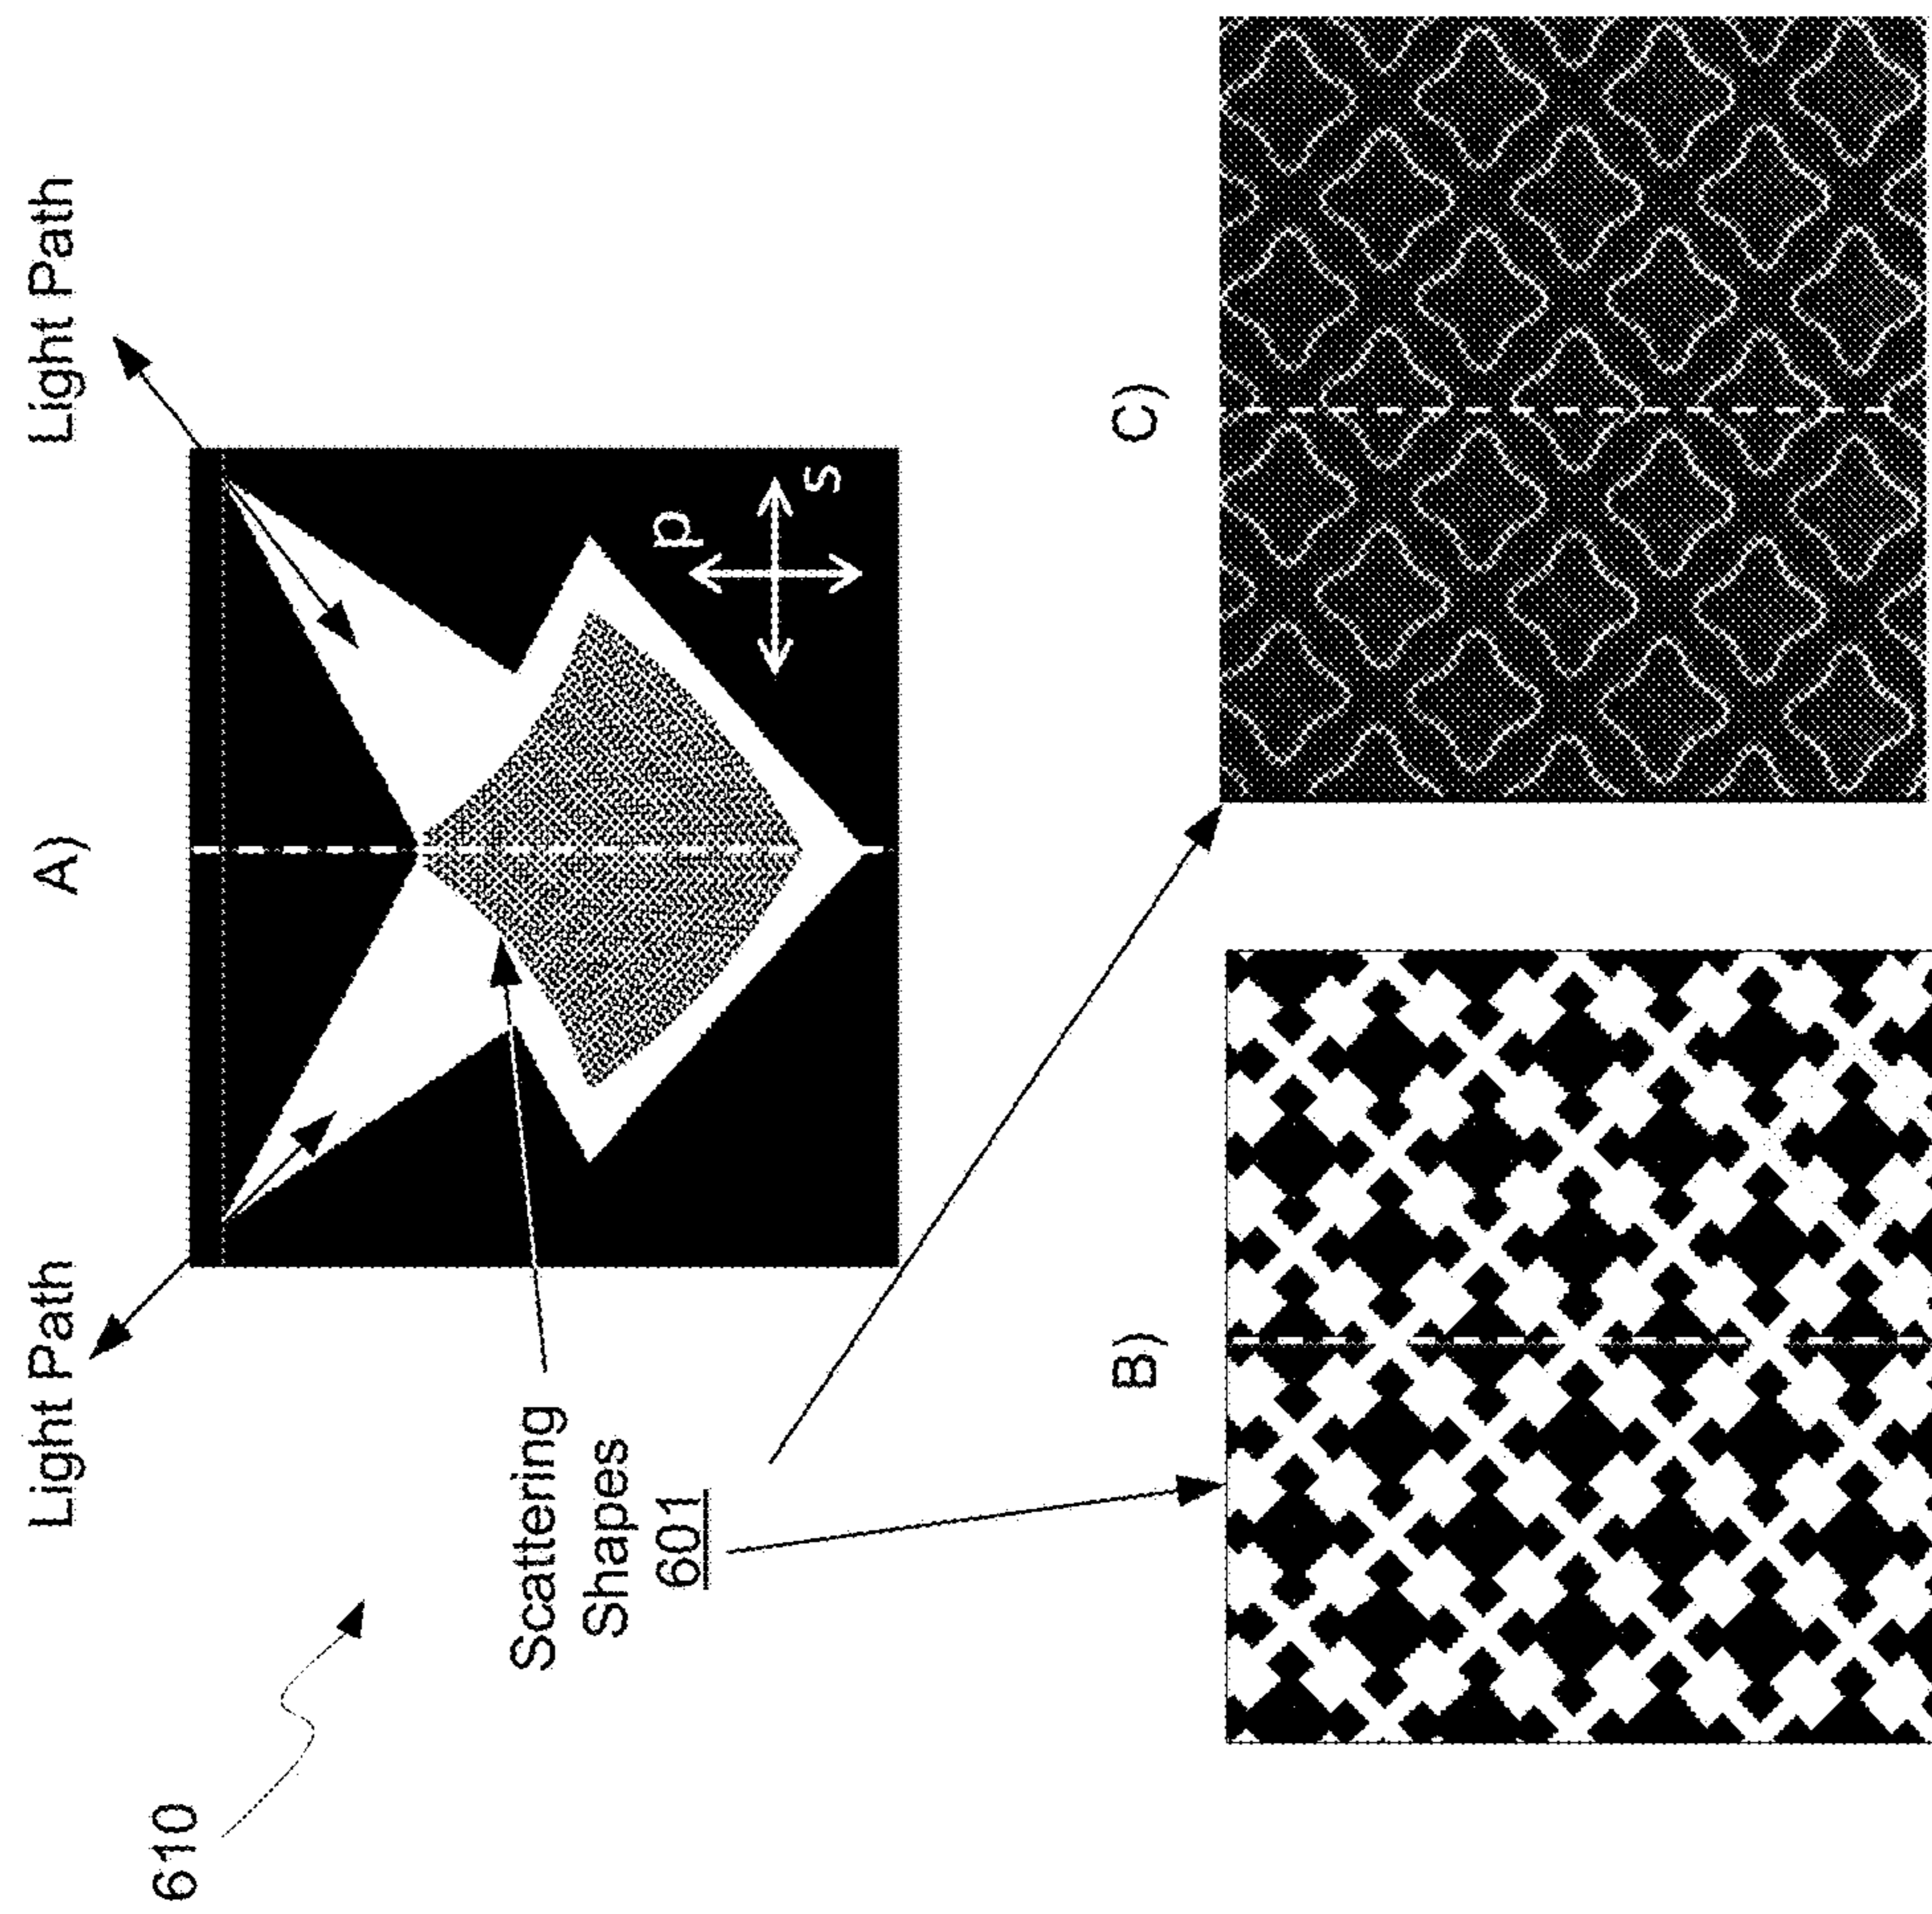 610
Light Path
A)
Light Path
Scattering
Shapes
601
p
s
B)
C)